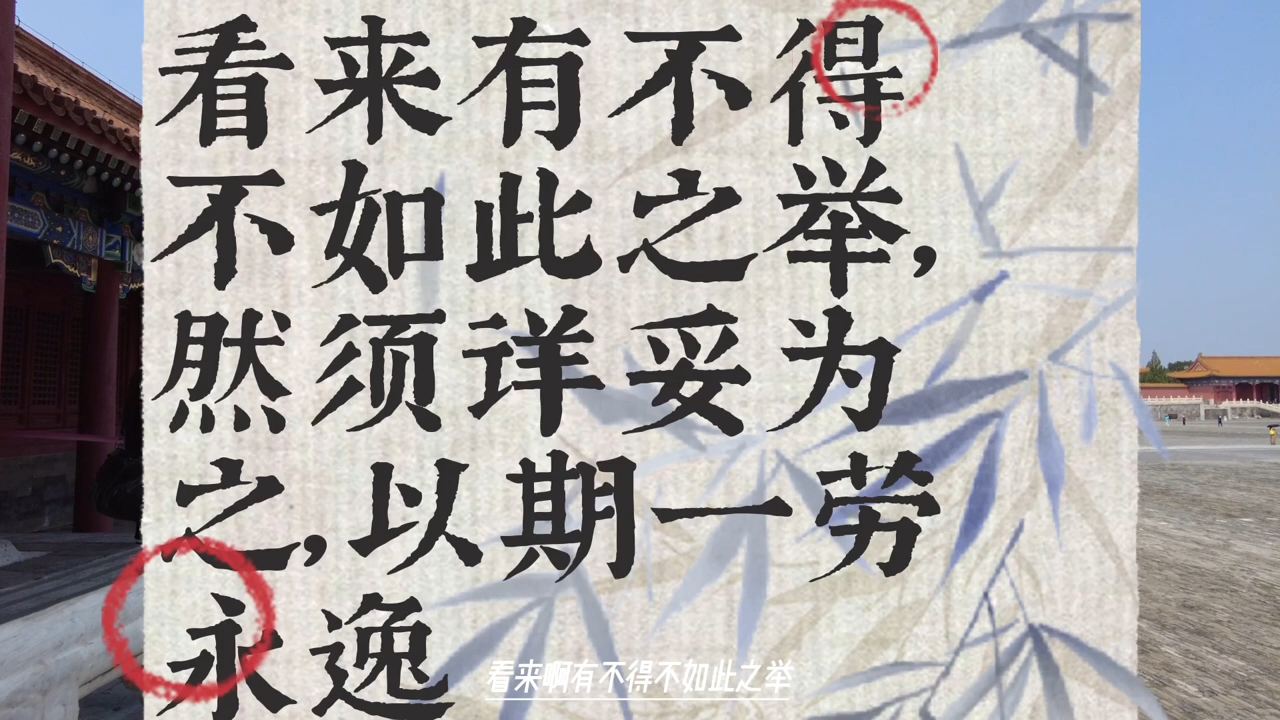 看来有不得
不如此之举，
然须详妥为
之，以期一劳
永逸
看来啊有不得不如此之举